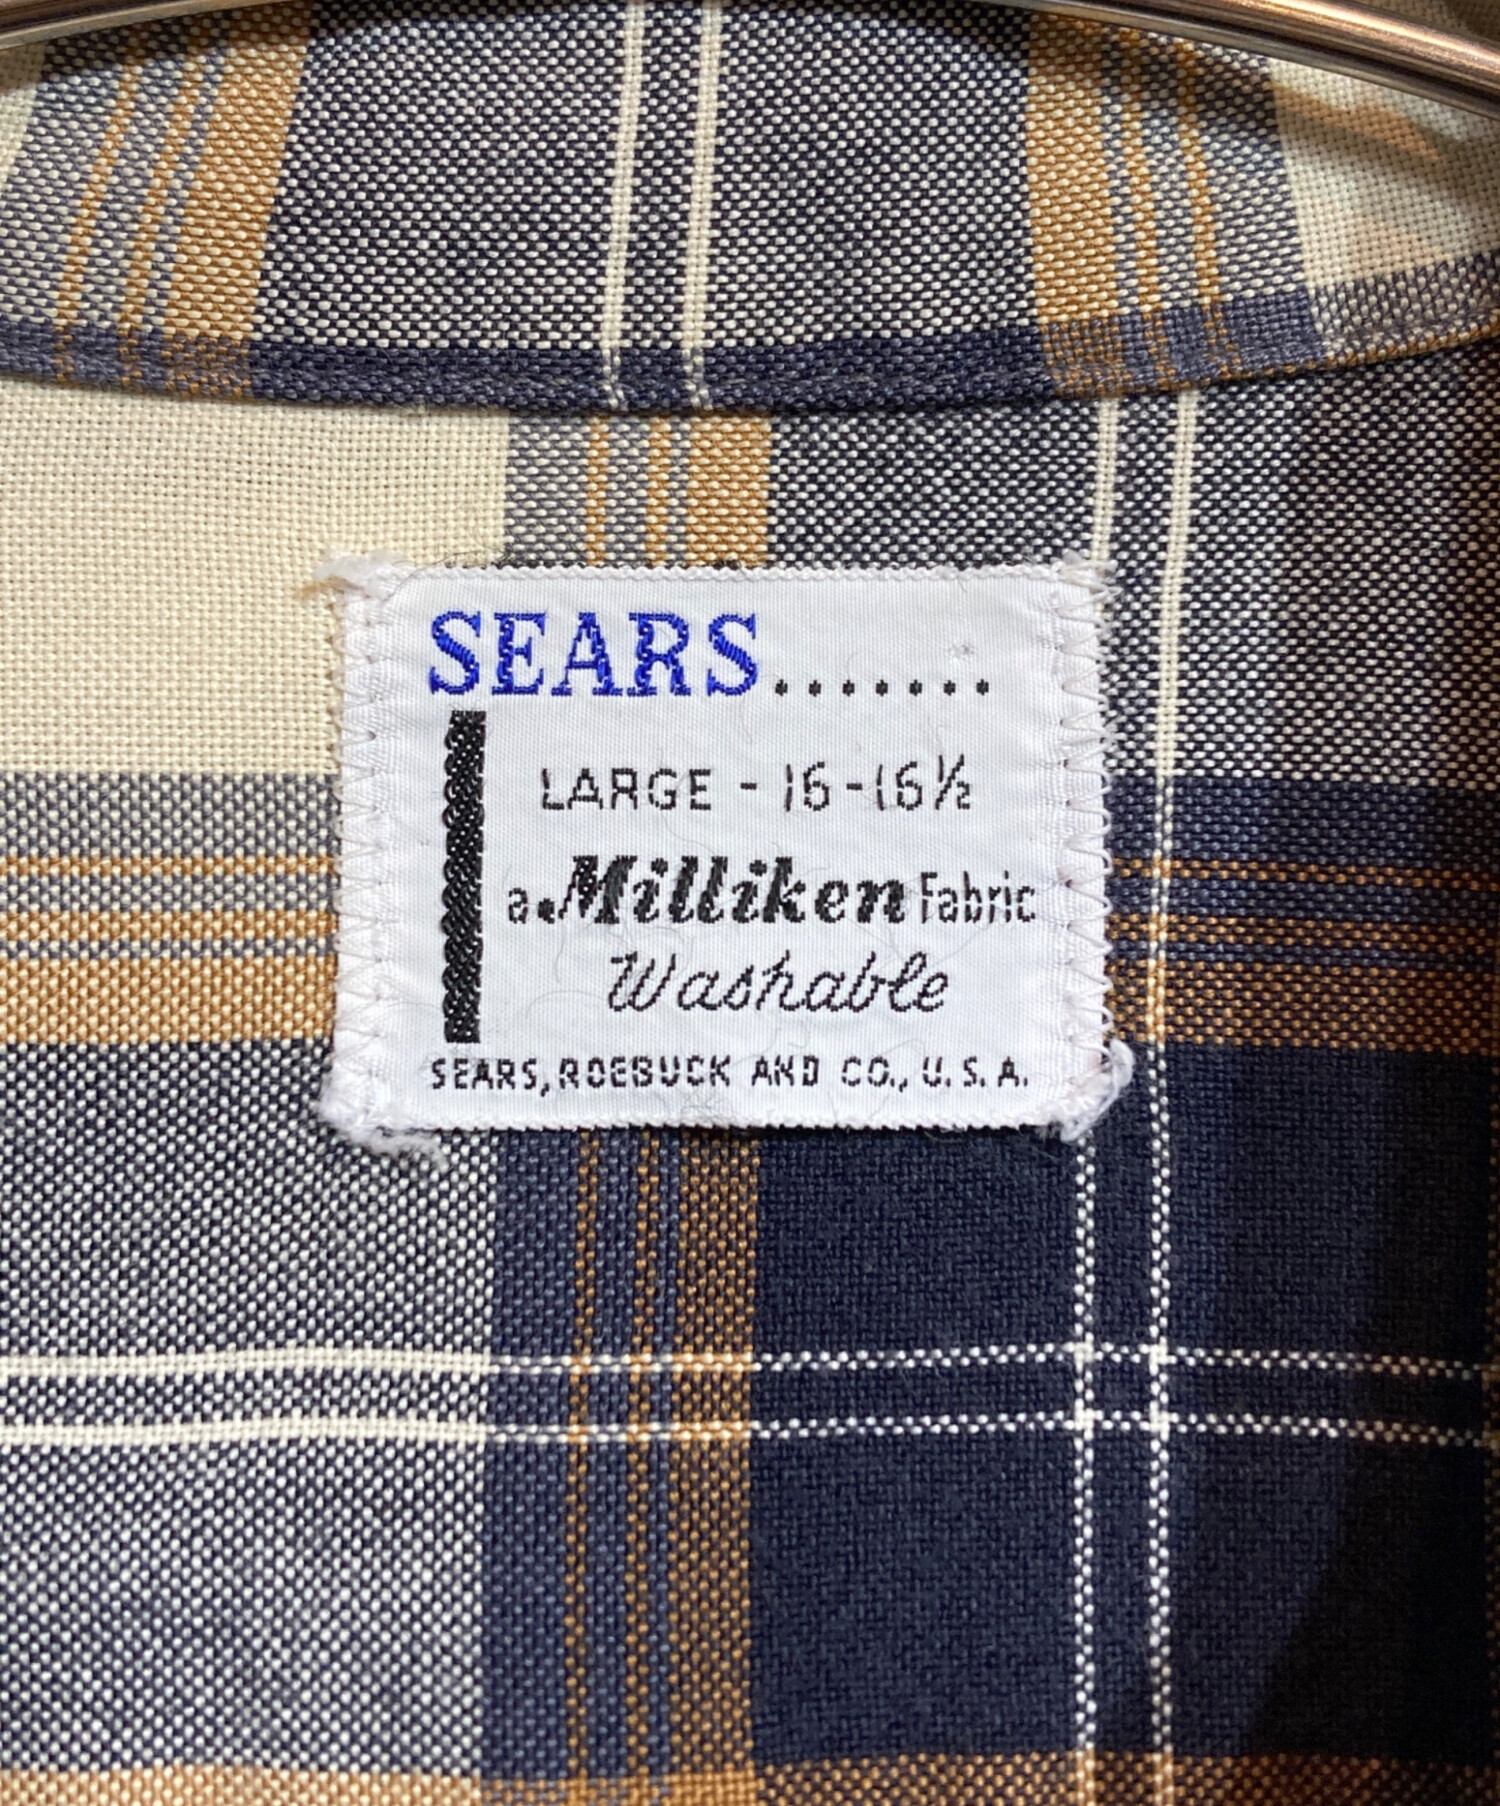 SEARS.......
LARGE - 16-16½
a Milliken Fabric
Washable
SEARS, ROEBUCK AND CO., U.S.A.